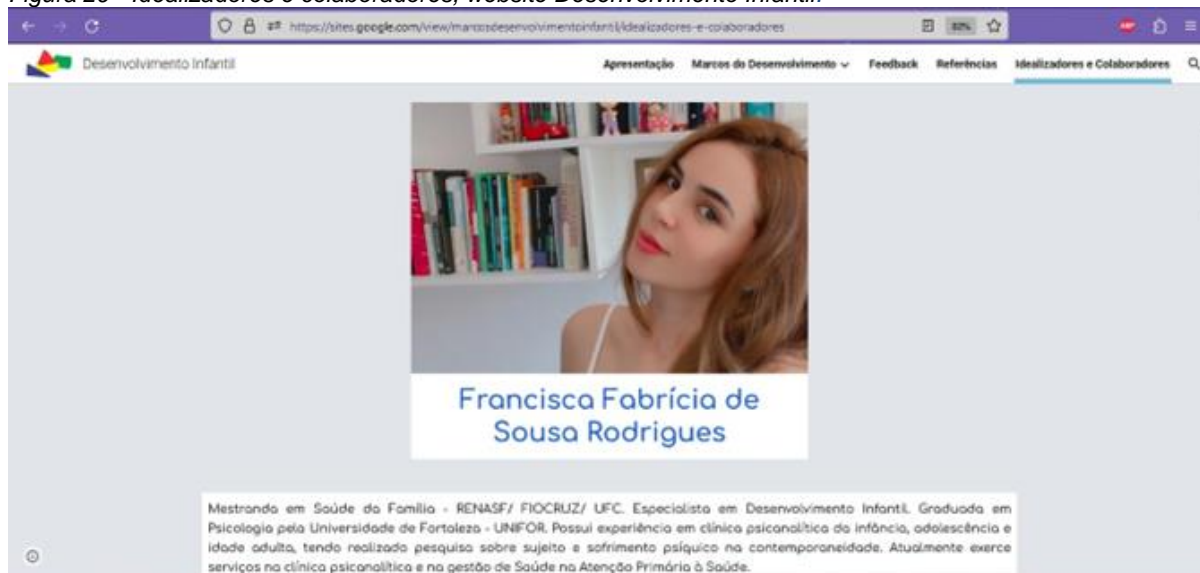 Figura 20 - Idealizadores e colaboradores, website Desenvolvimento Infantil.
https://sites.google.com/view/marcosdesenvolvimentoinfantil/idealizadores-e-colaboradores
82%
Desenvolvimento Infantil
Apresentação Marcos do Desenvolvimento Feedback Referências Idealizadores e Colaboradores
Francisca Fabrícia de
Sousa Rodrigues
Mestranda em Saúde da Família - RENASF/ FIOCRUZ/ UFC. Especialista em Desenvolvimento Infantil. Graduada em
Psicologia pela Universidade de Fortaleza - UNIFOR. Possui experiência em clínica psicanalítica da infância, adolescência e
idade adulta, tendo realizado pesquisa sobre sujeito e sofrimento psíquico na contemporaneidade. Atualmente exerce
serviços na clínica psicanalítica e na gestão de Saúde na Atenção Primária à Saúde.